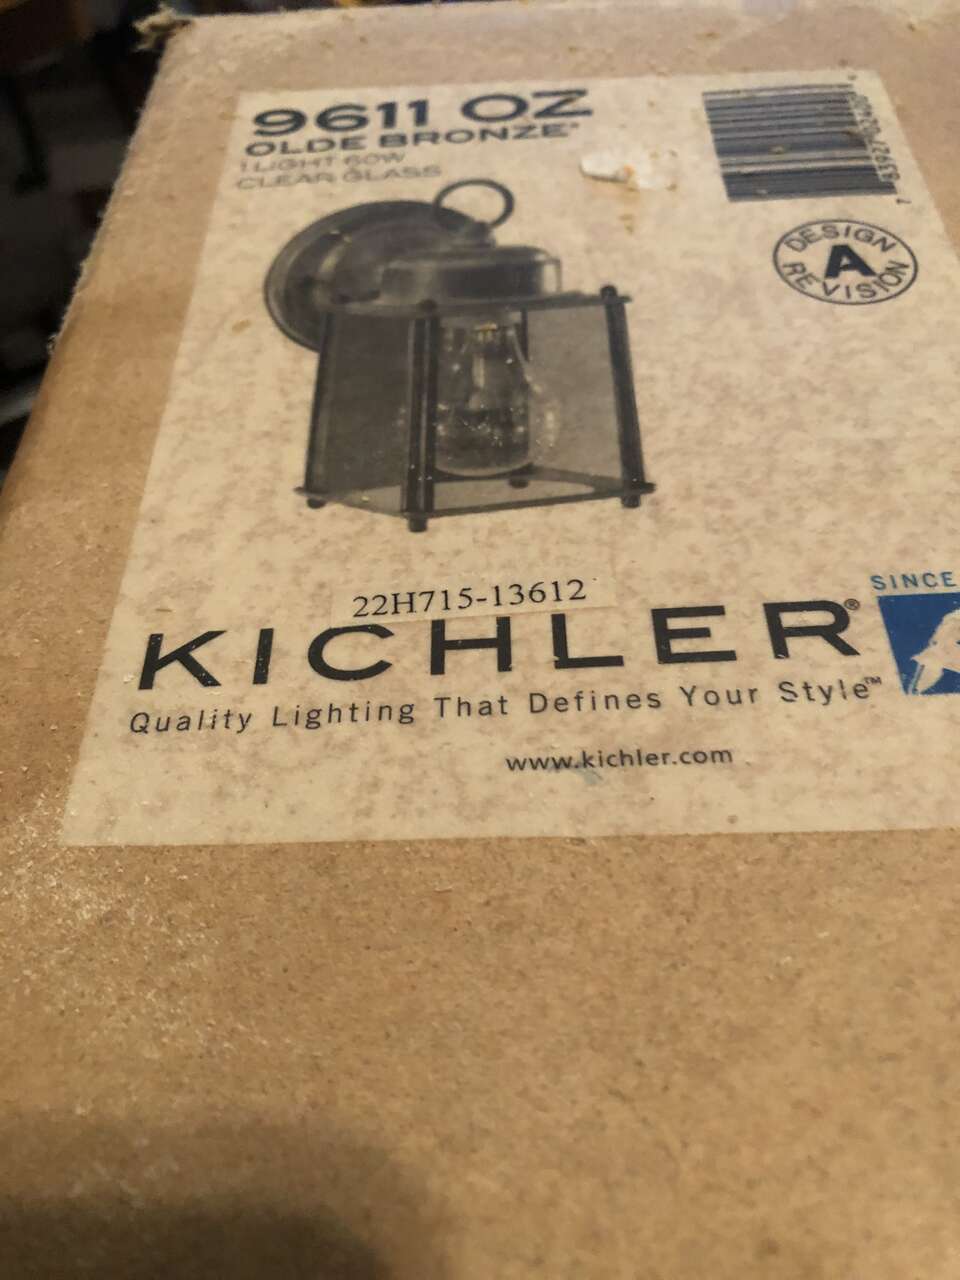 9611 OZ
OLDE BRONZE
1 LIGHT 60W
CLEAR GLASS
DESIGN
A
REVISION
22H715-13612
SINCE
KICHLER®
Quality Lighting That Defines Your Style™
www.kichler.com